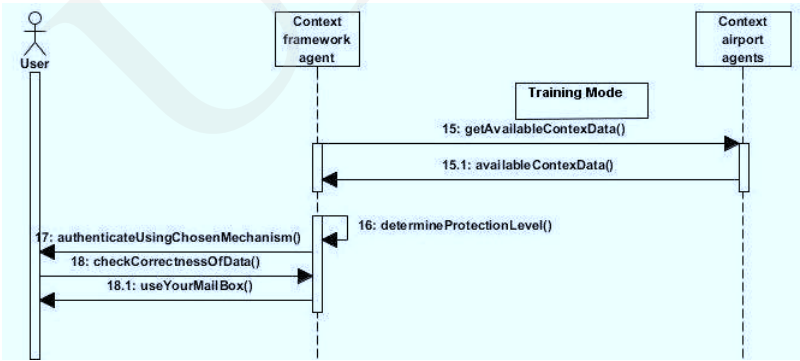 User
Context
framework
agent
Context
airport
agents
Training Mode
15: getAvailableContexData()
15.1: availableContexData()
16: determineProtectionLevel()
17: authenticateUsingChosenMechanism()
18: checkCorrectnessOfData()
18.1: useYourMailBox()